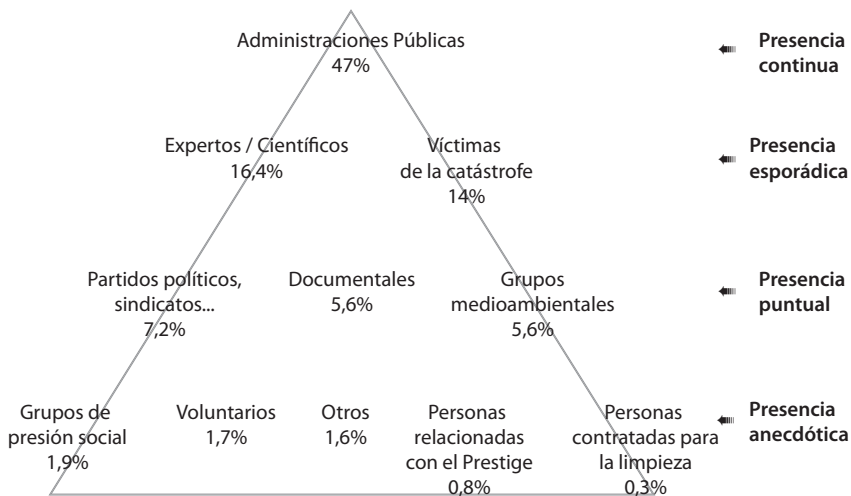 Administraciones Públicas
47%
Presencia
continua
Expertos / Científicos
16,4%
Víctimas
de la catástrofe
14%
Presencia
esporádica
Partidos políticos,
sindicatos...
7,2%
Documentales
5,6%
Grupos
medioambientales
5,6%
Presencia
puntual
Grupos de
presión social
1,9%
Voluntarios
1,7%
Otros
1,6%
Personas
relacionadas
con el Prestige
0,8%
Personas
contratadas para
la limpieza
0,3%
Presencia
anecdótica